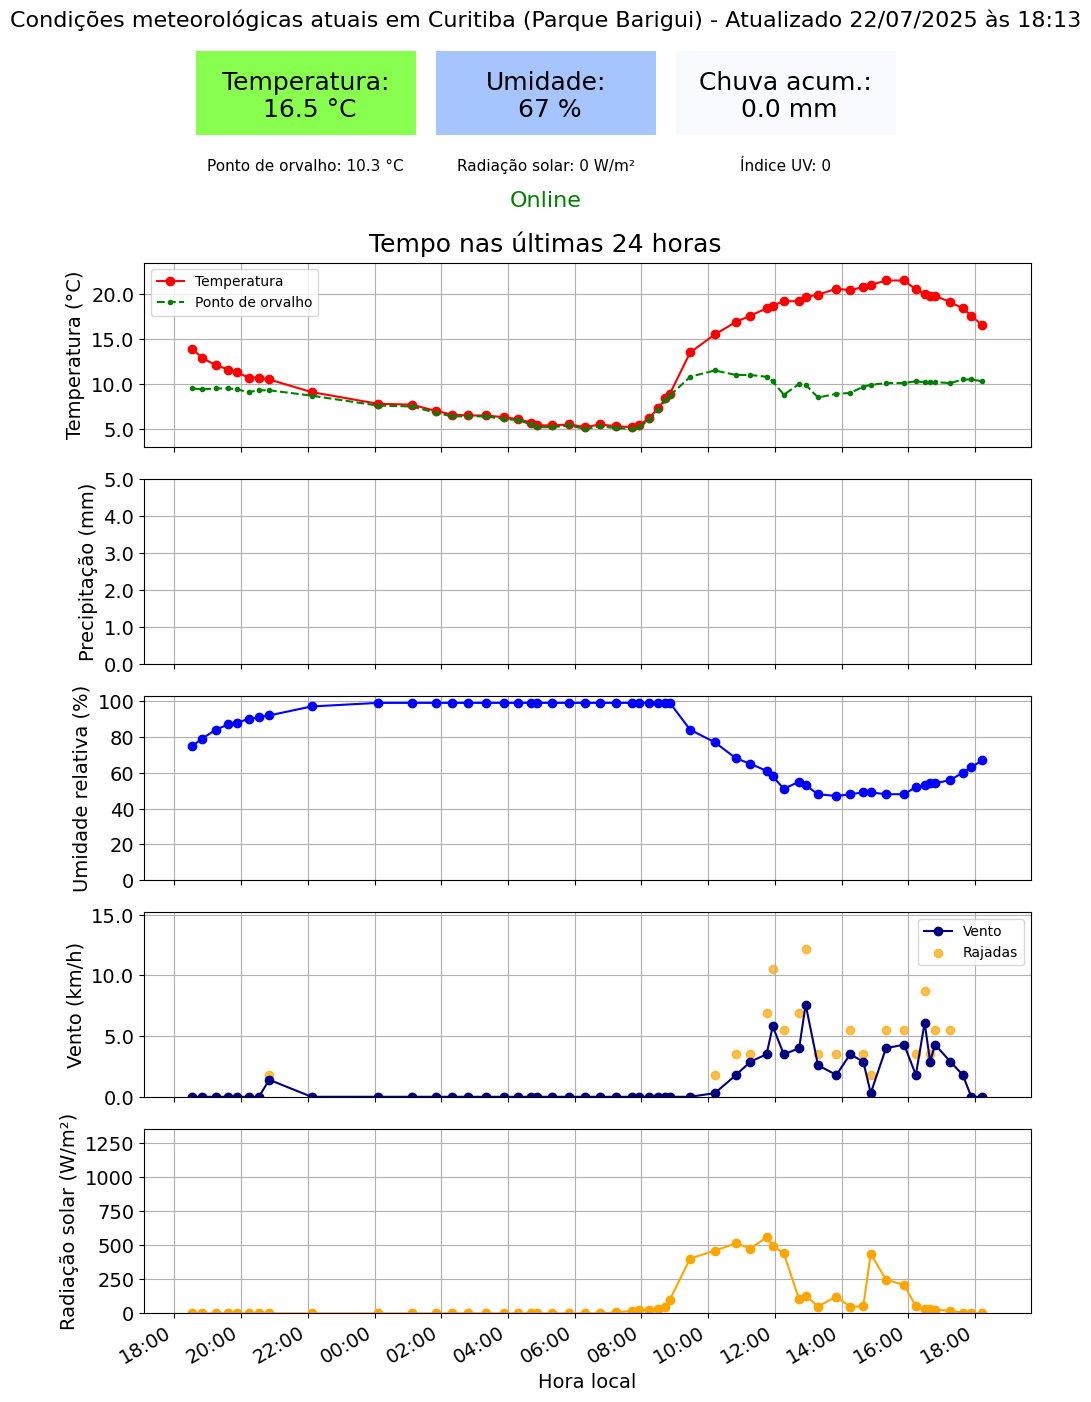 Condições meteorológicas atuais em Curitiba (Parque Barigui) - Atualizado 22/07/2025 às 18:13
Temperatura:
16.5 °C
Umidade:
67 %
Chuva acum.:
0.0 mm
Ponto de orvalho: 10.3 °C
Radiação solar: 0 W/m²
Índice UV: 0
Online
Tempo nas últimas 24 horas
Temperatura (°C)
20.0
15.0
10.0
5.0
Temperatura
Ponto de orvalho
Precipitação (mm)
5.0
4.0
3.0
2.0
1.0
0.0
Umidade relativa (%)
100
80
60
40
20
0
Vento (km/h)
15.0
10.0
5.0
0.0
Vento
Rajadas
Radiação solar (W/m²)
1250
1000
750
500
250
0
18:00
20:00
22:00
00:00
02:00
04:00
06:00
08:00
10:00
12:00
14:00
16:00
18:00
Hora local